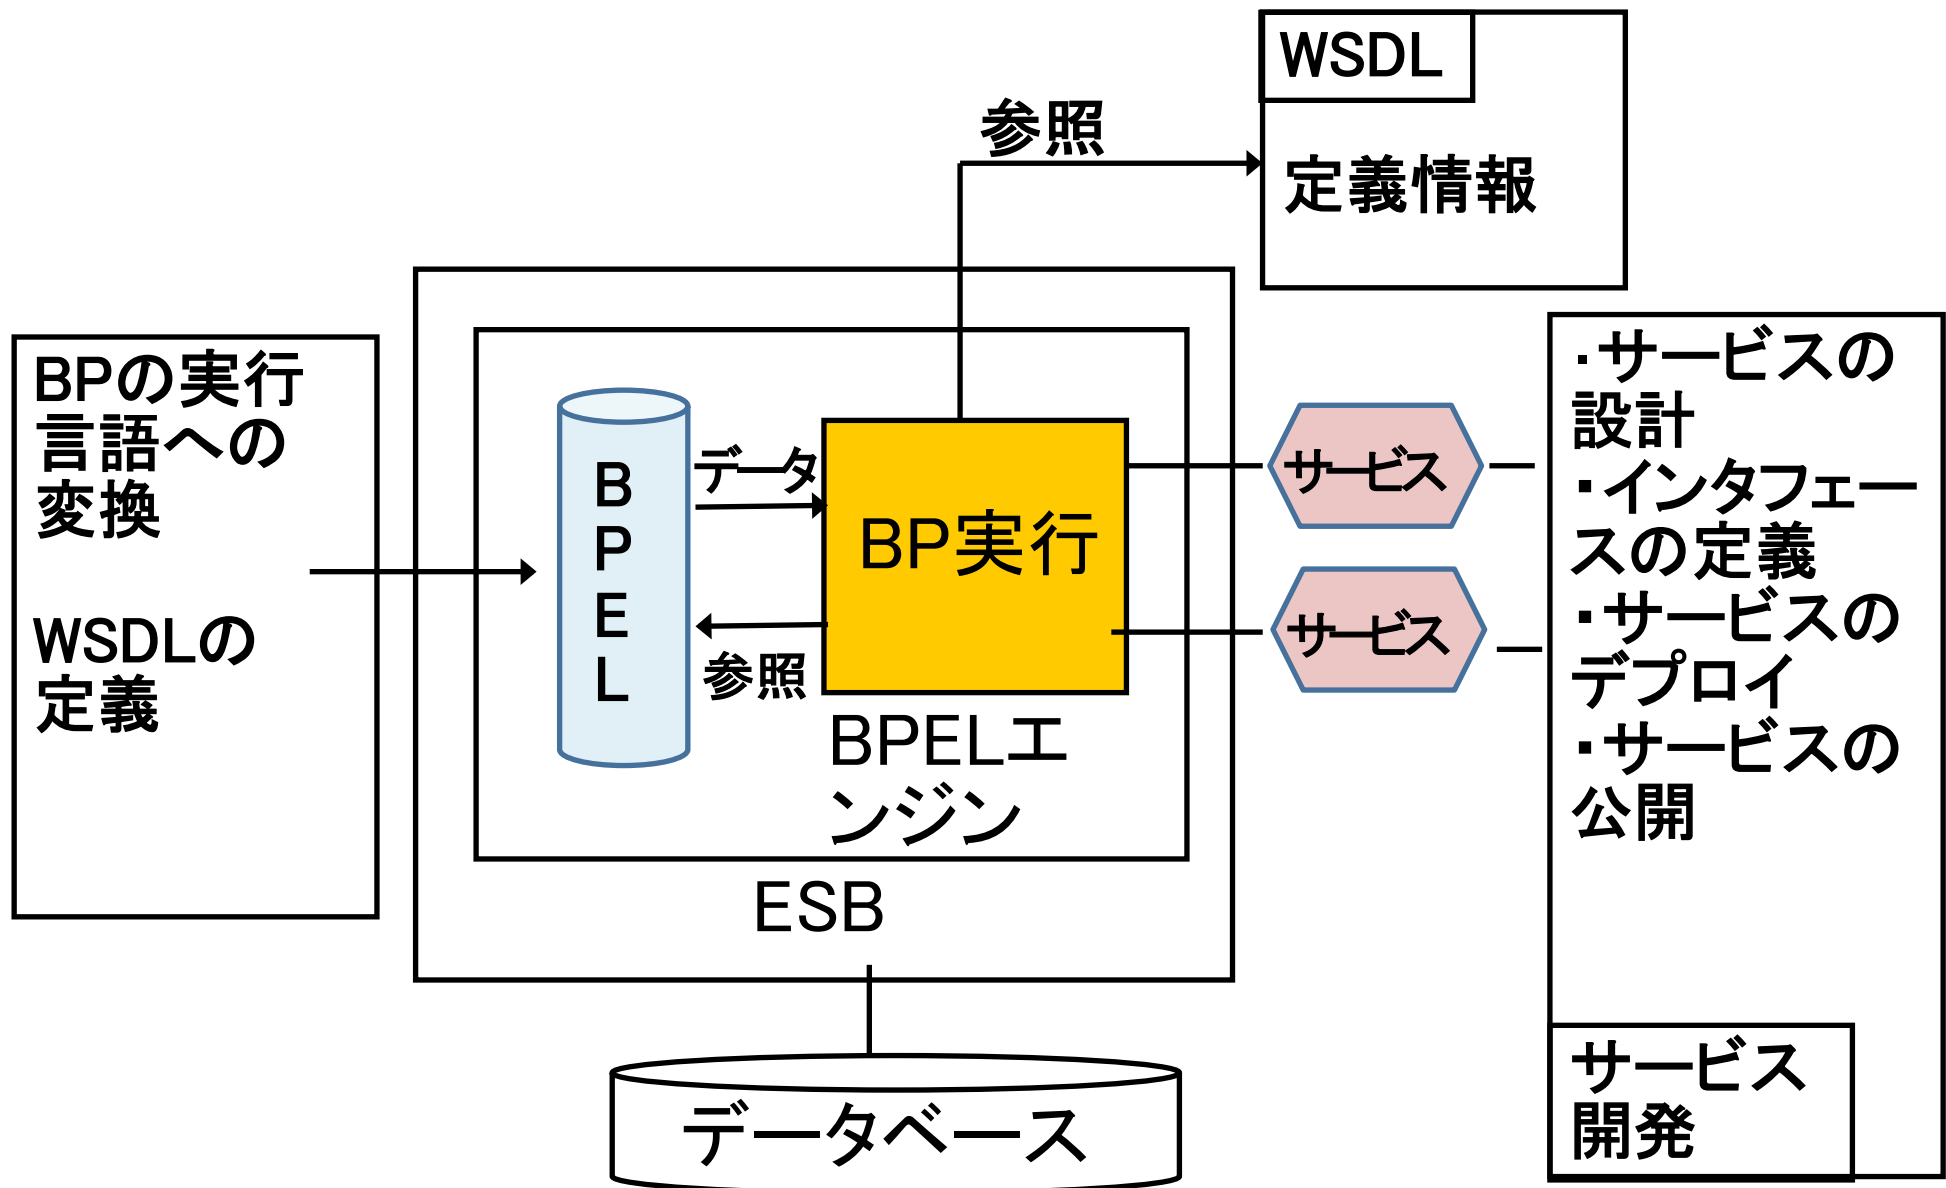 WSDL
参照
定義情報
BPの実行
言語への
変換
WSDLの
定義
B
P
E
L
データ
BP実行
参照
BPELエ
ンジン
ESB
サービス
サービス
・サービスの
設計
・インタフェー
スの定義
・サービスの
デプロイ
・サービスの
公開
サービス
開発
データベース